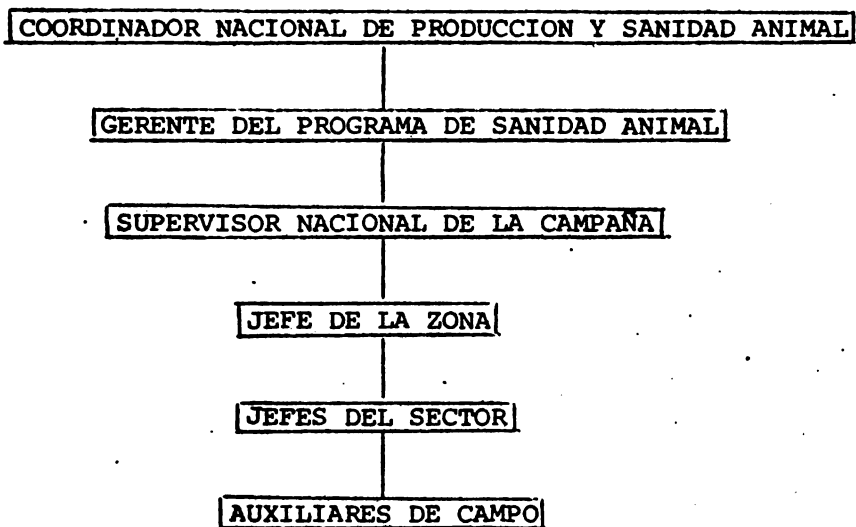 COORDINADOR NACIONAL DE PRODUCCION Y SANIDAD ANIMAL
GERENTE DEL PROGRAMA DE SANIDAD ANIMAL
SUPERVISOR NACIONAL DE LA CAMPAÑA
JEFE DE LA ZONA
JEFES DEL SECTOR
AUXILIARES DE CAMPO